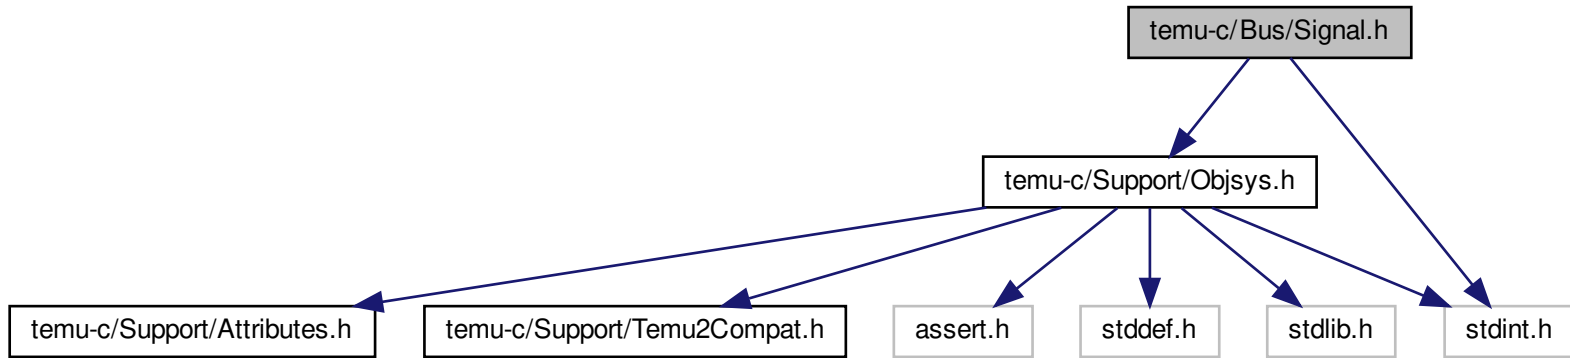 temu-c/Bus/Signal.h
temu-c/Support/Objsys.h
temu-c/Support/Attributes.h
temu-c/Support/Temu2Compat.h
assert.h
stddef.h
stdlib.h
stdint.h